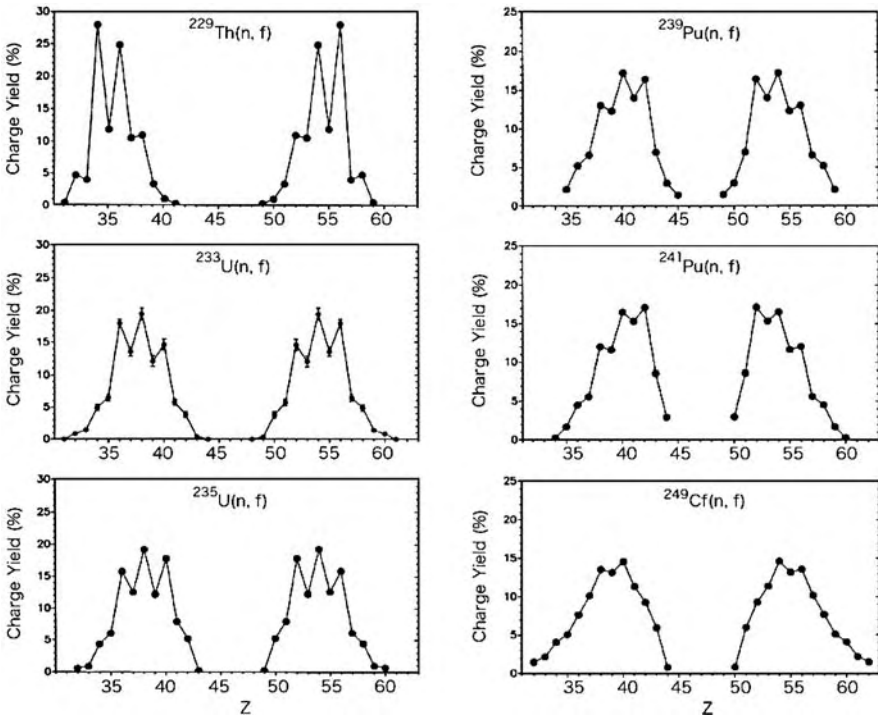 ²²⁹Th(n, f)
Charge Yield (%)
30
25
20
15
10
5
0
35 40 45 50 55 60
²³⁹Pu(n, f)
Charge Yield (%)
25
20
15
10
5
0
35 40 45 50 55 60
²³³U(n, f)
Charge Yield (%)
30
25
20
15
10
5
0
35 40 45 50 55 60
²⁴¹Pu(n, f)
Charge Yield (%)
25
20
15
10
5
0
35 40 45 50 55 60
²³⁵U(n, f)
Charge Yield (%)
30
25
20
15
10
5
0
35 40 45 50 55 60
Z
²⁴⁹Cf(n, f)
Charge Yield (%)
25
20
15
10
5
0
35 40 45 50 55 60
Z